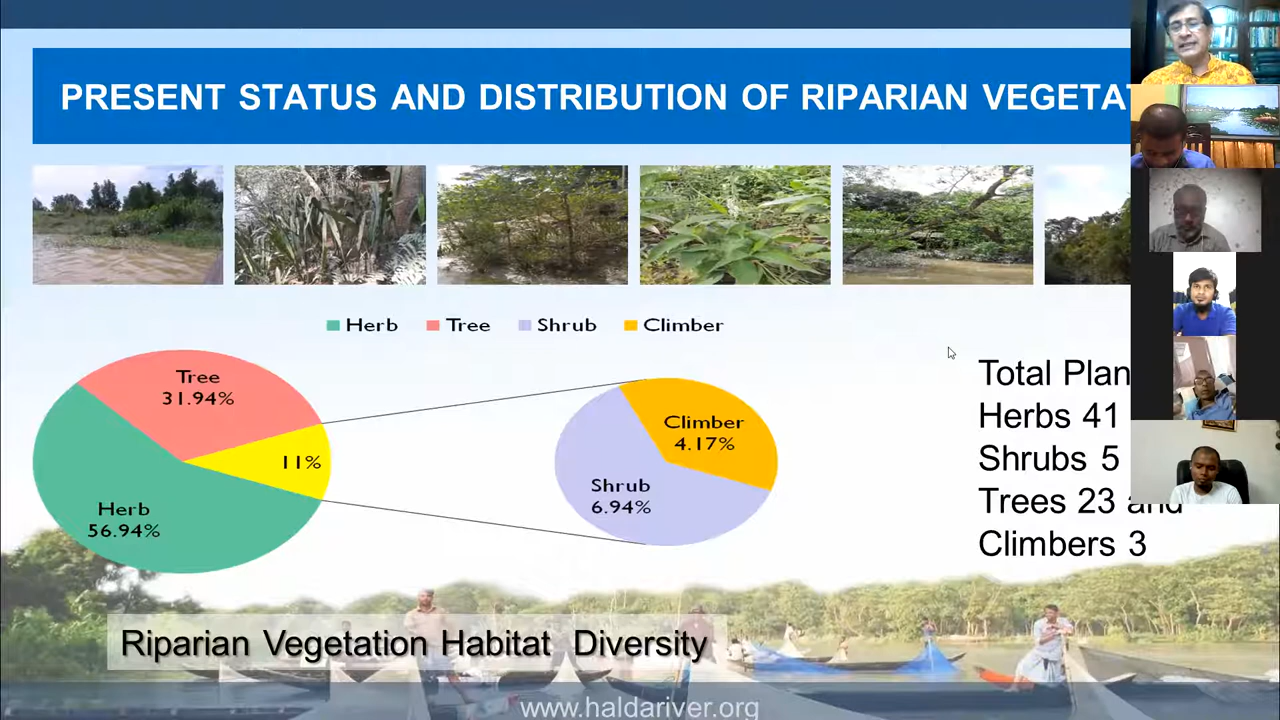 PRESENT STATUS AND DISTRIBUTION OF RIPARIAN
Herb Tree Shrub Climber
Tree
31.94%
11%
Herb
56.94%
Climber
4.17%
Shrub
6.94%
Total
Herbs 41
Shrubs 5
Trees 23 and
Climbers 3
Riparian Vegetation Habitat Diversity
www.haldariver.org